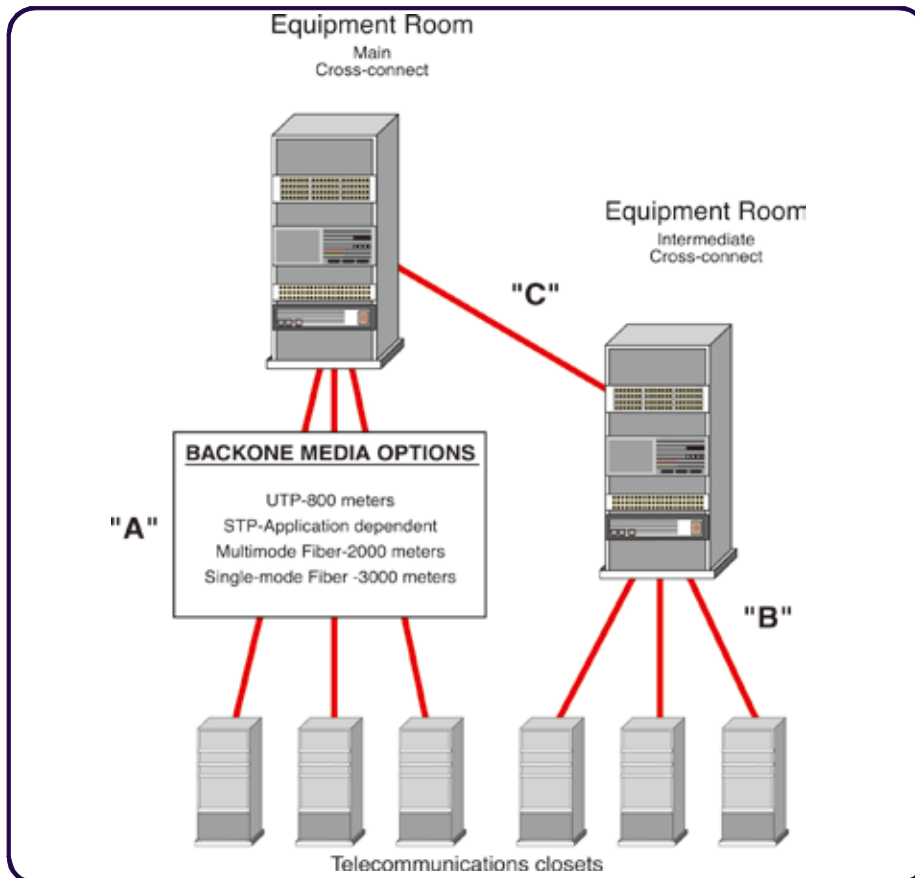 Equipment Room
Main
Cross-connect
Equipment Room
Intermediate
Cross-connect
"C"
BACKONE MEDIA OPTIONS
UTP-800 meters
STP-Application dependent
Multimode Fiber-2000 meters
Single-mode Fiber -3000 meters
"A"
"B"
Telecommunications closets